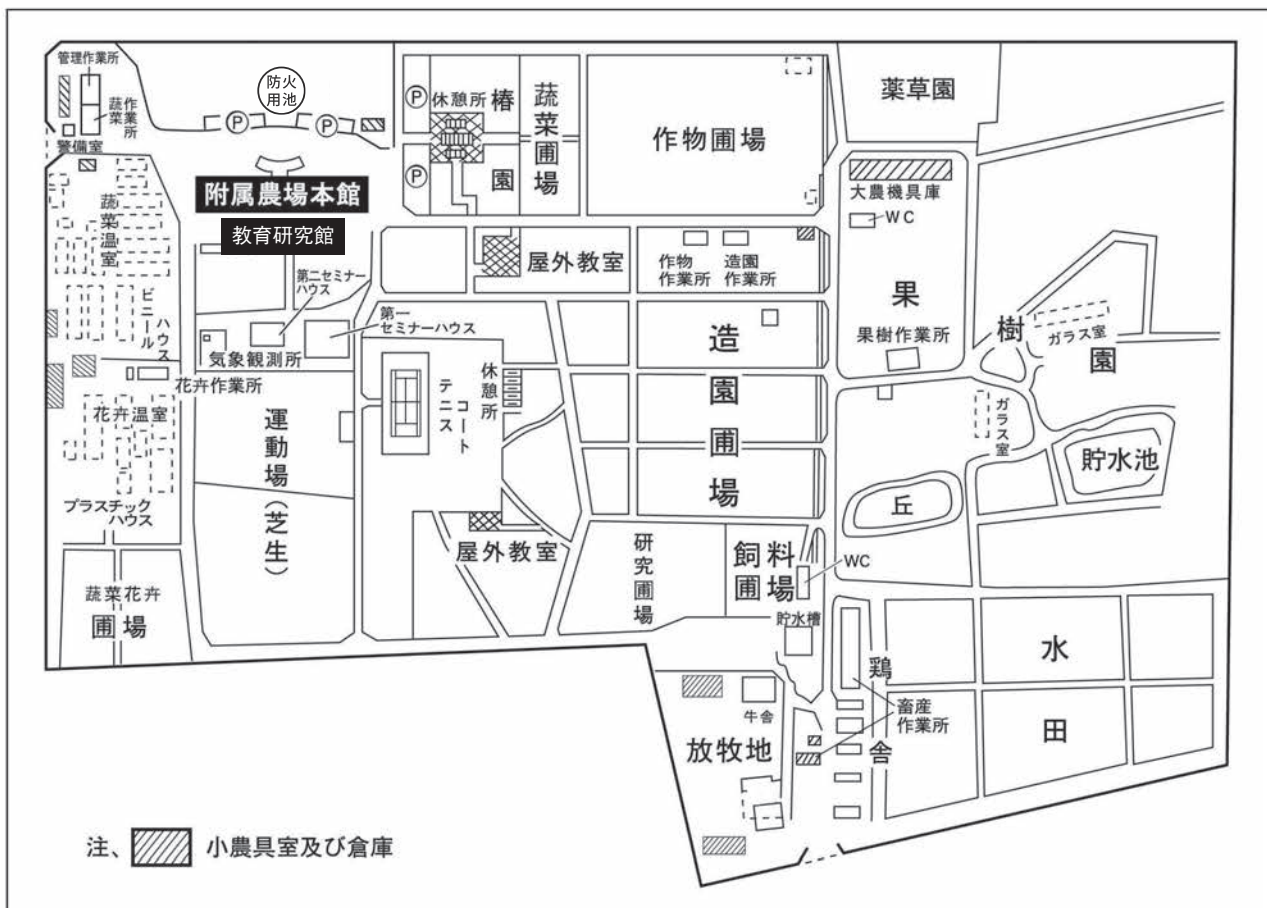 管理作業所
蔬菜
作業所
警備室
防火
用池
P
P
P
P
休憩所
椿園
蔬菜圃場
作物圃場
薬草園
大農機具庫
WC
附属農場本館
教育研究館
蔬菜温室
ビニール
ハウス
第二セミナー
ハウス
第一
セミナーハウス
気象観測所
花卉作業所
花卉温室
プラスチック
ハウス
蔬菜花卉
圃場
運動場(芝生)
テニス
コート
休憩所
屋外教室
屋外教室
作物
作業所
造園
作業所
造園圃場
研究圃場
飼料
圃場
WC
貯水槽
果樹園
果樹作業所
ガラス室
ガラス室
貯水池
丘
水田
鶏舎
畜産
作業所
牛舎
放牧地
注、
小農具室及び倉庫